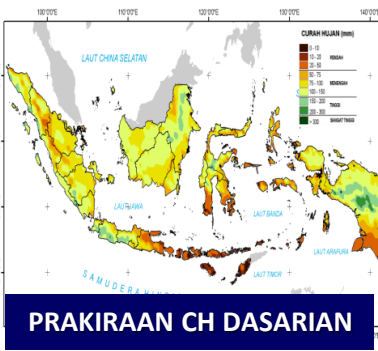 100°0'0"E 110°0'0"E 120°0'0"E 130°0'0"E 140°0'0"E
CURAH HUJAN (mm)
0 - 10
10 - 20 RENDAH
20 - 50
50 - 75
75 - 100 MENENGAH
100 - 150
150 - 200 TINGGI
200 - 300
> 300 SANGAT TINGGI
LAUT CHINA SELATAN
LAUT JAWA
LAUT BANDA
LAUT ARAFURA
LAUT TIMOR
SAMUDERA
PRAKIRAAN CH DASARIAN